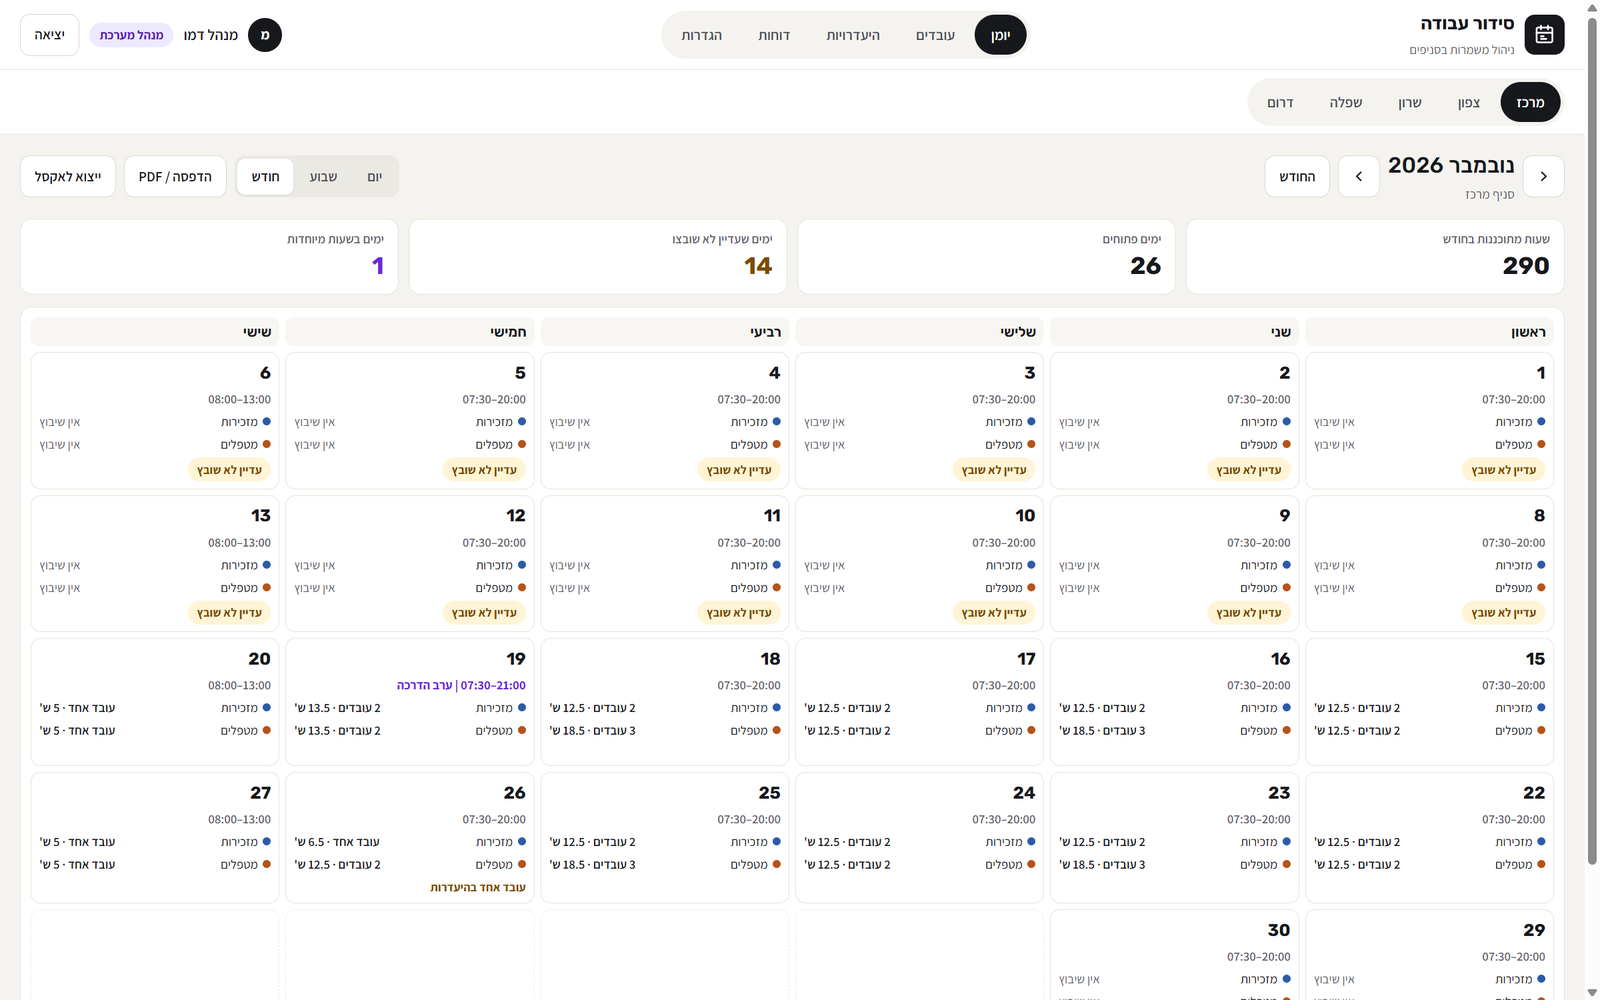 סידור עבודה
ניהול משמרות בסניפים
יומן
עובדים
היעדרויות
דוחות
הגדרות
מ
מנהל דמו
מנהל מערכת
יציאה
מרכז
צפון
שרון
שפלה
דרום
נובמבר 2026
סניף מרכז
החודש
יום
שבוע
חודש
הדפסה / PDF
ייצוא לאקסל
שעות מתוכננות בחודש
290
ימים פתוחים
26
ימים שעדיין לא שובצו
14
ימים בשעות מיוחדות
1
ראשון
שני
שלישי
רביעי
חמישי
שישי
1
07:30–20:00
מזכירות אין שיבוץ
מטפלים אין שיבוץ
עדיין לא שובץ
2
07:30–20:00
מזכירות אין שיבוץ
מטפלים אין שיבוץ
עדיין לא שובץ
3
07:30–20:00
מזכירות אין שיבוץ
מטפלים אין שיבוץ
עדיין לא שובץ
4
07:30–20:00
מזכירות אין שיבוץ
מטפלים אין שיבוץ
עדיין לא שובץ
5
07:30–20:00
מזכירות אין שיבוץ
מטפלים אין שיבוץ
עדיין לא שובץ
6
08:00–13:00
מזכירות אין שיבוץ
מטפלים אין שיבוץ
עדיין לא שובץ
8
07:30–20:00
מזכירות אין שיבוץ
מטפלים אין שיבוץ
עדיין לא שובץ
9
07:30–20:00
מזכירות אין שיבוץ
מטפלים אין שיבוץ
עדיין לא שובץ
10
07:30–20:00
מזכירות אין שיבוץ
מטפלים אין שיבוץ
עדיין לא שובץ
11
07:30–20:00
מזכירות אין שיבוץ
מטפלים אין שיבוץ
עדיין לא שובץ
12
07:30–20:00
מזכירות אין שיבוץ
מטפלים אין שיבוץ
עדיין לא שובץ
13
08:00–13:00
מזכירות אין שיבוץ
מטפלים אין שיבוץ
עדיין לא שובץ
15
07:30–20:00
מזכירות 2 עובדים · 12.5 ש'
מטפלים 2 עובדים · 12.5 ש'
16
07:30–20:00
מזכירות 2 עובדים · 12.5 ש'
מטפלים 3 עובדים · 18.5 ש'
17
07:30–20:00
מזכירות 2 עובדים · 12.5 ש'
מטפלים 2 עובדים · 12.5 ש'
18
07:30–20:00
מזכירות 2 עובדים · 12.5 ש'
מטפלים 3 עובדים · 18.5 ש'
19
07:30–21:00 | ערב הדרכה
מזכירות 2 עובדים · 13.5 ש'
מטפלים 2 עובדים · 13.5 ש'
20
08:00–13:00
מזכירות עובד אחד · 5 ש'
מטפלים עובד אחד · 5 ש'
22
07:30–20:00
מזכירות 2 עובדים · 12.5 ש'
מטפלים 2 עובדים · 12.5 ש'
23
07:30–20:00
מזכירות 2 עובדים · 12.5 ש'
מטפלים 3 עובדים · 18.5 ש'
24
07:30–20:00
מזכירות 2 עובדים · 12.5 ש'
מטפלים 2 עובדים · 12.5 ש'
25
07:30–20:00
מזכירות 2 עובדים · 12.5 ש'
מטפלים 3 עובדים · 18.5 ש'
26
07:30–20:00
מזכירות עובד אחד · 6.5 ש'
מטפלים 2 עובדים · 12.5 ש'
עובד אחד בהיעדרות
27
08:00–13:00
מזכירות עובד אחד · 5 ש'
מטפלים עובד אחד · 5 ש'
29
07:30–20:00
מזכירות אין שיבוץ
30
07:30–20:00
מזכירות אין שיבוץ